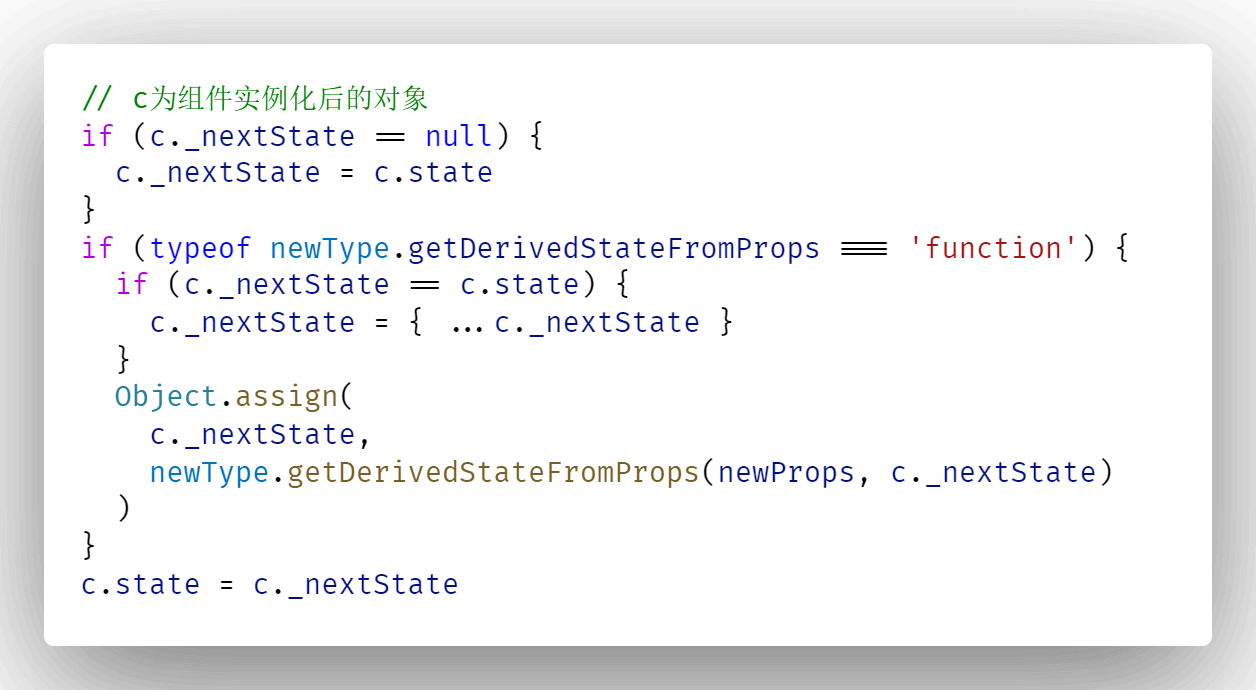 // c为组件实例化后的对象
if (c._nextState == null) {
  c._nextState = c.state
}
if (typeof newType.getDerivedStateFromProps === 'function') {
  if (c._nextState == c.state) {
    c._nextState = { ...c._nextState }
  }
  Object.assign(
    c._nextState,
    newType.getDerivedStateFromProps(newProps, c._nextState)
  )
}
c.state = c._nextState